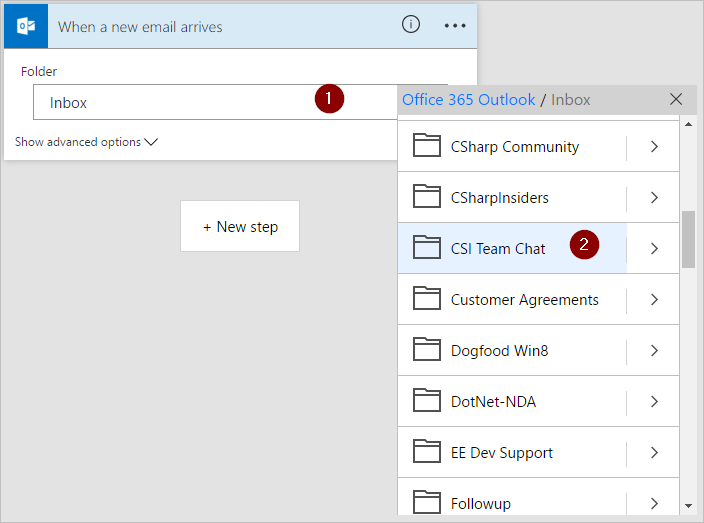 When a new email arrives
Folder
Inbox
1
Show advanced options
+ New step
Office 365 Outlook / Inbox
CSharp Community
CSharpInsiders
CSI Team Chat
2
Customer Agreements
Dogfood Win8
DotNet-NDA
EE Dev Support
Followup